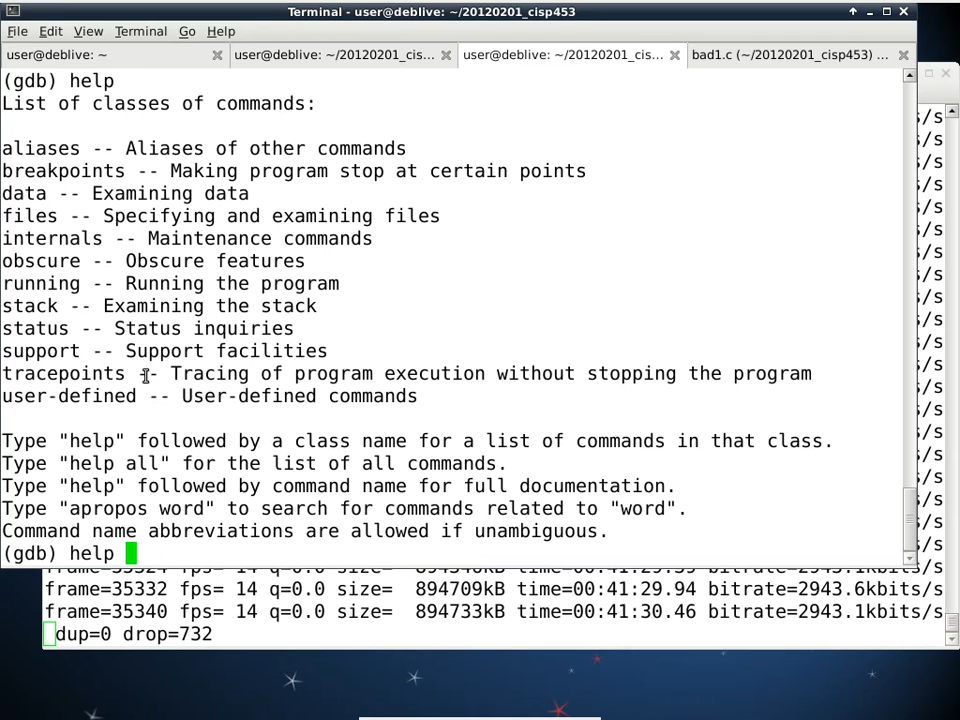 Terminal - user@deblive: ~/20120201_cisp453
File Edit View Terminal Go Help
user@deblive: ~
user@deblive: ~/20120201_cis...
user@deblive: ~/20120201_cis...
bad1.c (~/20120201_cisp453) ...
(gdb) help
List of classes of commands:
aliases -- Aliases of other commands
breakpoints -- Making program stop at certain points
data -- Examining data
files -- Specifying and examining files
internals -- Maintenance commands
obscure -- Obscure features
running -- Running the program
stack -- Examining the stack
status -- Status inquiries
support -- Support facilities
tracepoints -- Tracing of program execution without stopping the program
user-defined -- User-defined commands
Type "help" followed by a class name for a list of commands in that class.
Type "help all" for the list of all commands.
Type "help" followed by command name for full documentation.
Type "apropos word" to search for commands related to "word".
Command name abbreviations are allowed if unambiguous.
(gdb) help
frame=35332 fps= 14 q=0.0 size=  894709kB time=00:41:29.94 bitrate=2943.6kbits/s
frame=35340 fps= 14 q=0.0 size=  894733kB time=00:41:30.46 bitrate=2943.1kbits/s
dup=0 drop=732